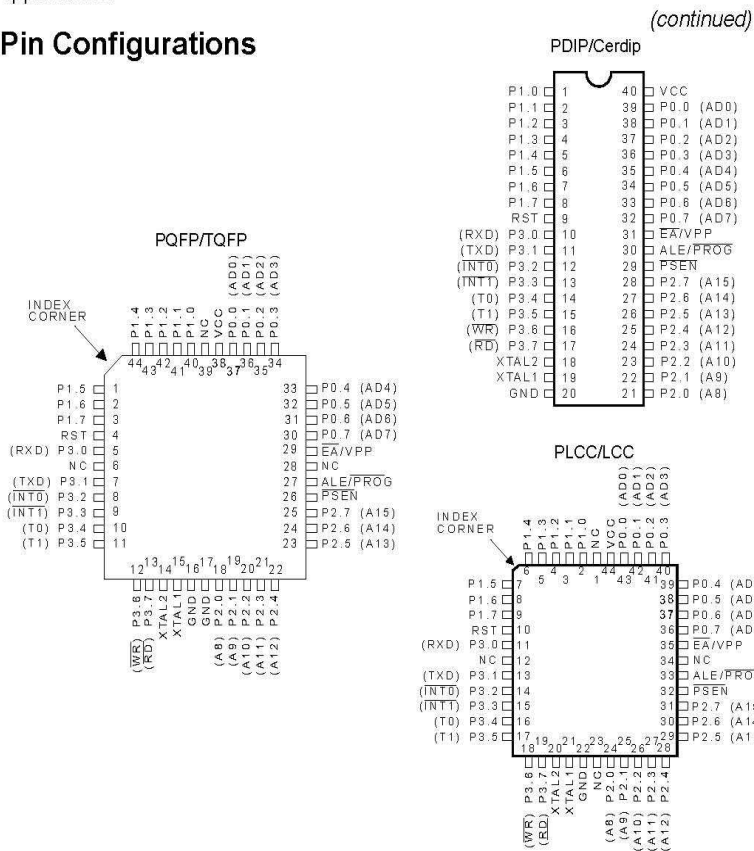 (continued)
Pin Configurations
PDIP/Cerdip
P1.0 1 40 VCC
P1.1 2 39 P0.0 (AD0)
P1.2 3 38 P0.1 (AD1)
P1.3 4 37 P0.2 (AD2)
P1.4 5 36 P0.3 (AD3)
P1.5 6 35 P0.4 (AD4)
P1.6 7 34 P0.5 (AD5)
P1.7 8 33 P0.6 (AD6)
RST 9 32 P0.7 (AD7)
(RXD) P3.0 10 31 EA/VPP
(TXD) P3.1 11 30 ALE/PROG
(INT0) P3.2 12 29 PSEN
(INT1) P3.3 13 28 P2.7 (A15)
(T0) P3.4 14 27 P2.6 (A14)
(T1) P3.5 15 26 P2.5 (A13)
(WR) P3.6 16 25 P2.4 (A12)
(RD) P3.7 17 24 P2.3 (A11)
XTAL2 18 23 P2.2 (A10)
XTAL1 19 22 P2.1 (A9)
GND 20 21 P2.0 (A8)
PQFP/TQFP
INDEX
CORNER
P1.4
P1.3
P1.2
P1.1
P1.0
NC
VCC
P0.0 (AD0)
P0.1 (AD1)
P0.2 (AD2)
P0.3 (AD3)
44 43 42 41 40 39 38 37 36 35 34
P1.5 1 33 P0.4 (AD4)
P1.6 2 32 P0.5 (AD5)
P1.7 3 31 P0.6 (AD6)
RST 4 30 P0.7 (AD7)
(RXD) P3.0 5 29 EA/VPP
NC 6 28 NC
(TXD) P3.1 7 27 ALE/PROG
(INT0) P3.2 8 26 PSEN
(INT1) P3.3 9 25 P2.7 (A15)
(T0) P3.4 10 24 P2.6 (A14)
(T1) P3.5 11 23 P2.5 (A13)
12 13 14 15 16 17 18 19 20 21 22
(WR) P3.6
(RD) P3.7
XTAL2
XTAL1
GND
GND
(A8) P2.0
(A9) P2.1
(A10) P2.2
(A11) P2.3
(A12) P2.4
PLCC/LCC
INDEX
CORNER
P1.4
P1.3
P1.2
P1.1
P1.0
NC
VCC
P0.0 (AD0)
P0.1 (AD1)
P0.2 (AD2)
P0.3 (AD3)
6 5 4 3 2 1 44 43 42 41 40
P1.5 7 39 P0.4 (AD
P1.6 8 38 P0.5 (AD
P1.7 9 37 P0.6 (AD
RST 10 36 P0.7 (AD
(RXD) P3.0 11 35 EA/VPP
NC 12 34 NC
(TXD) P3.1 13 33 ALE/PRO
(INT0) P3.2 14 32 PSEN
(INT1) P3.3 15 31 P2.7 (A1
(T0) P3.4 16 30 P2.6 (A1
(T1) P3.5 17 29 P2.5 (A1
18 19 20 21 22 23 24 25 26 27 28
(WR) P3.6
(RD) P3.7
XTAL2
XTAL1
GND
NC
(A8) P2.0
(A9) P2.1
(A10) P2.2
(A11) P2.3
(A12) P2.4